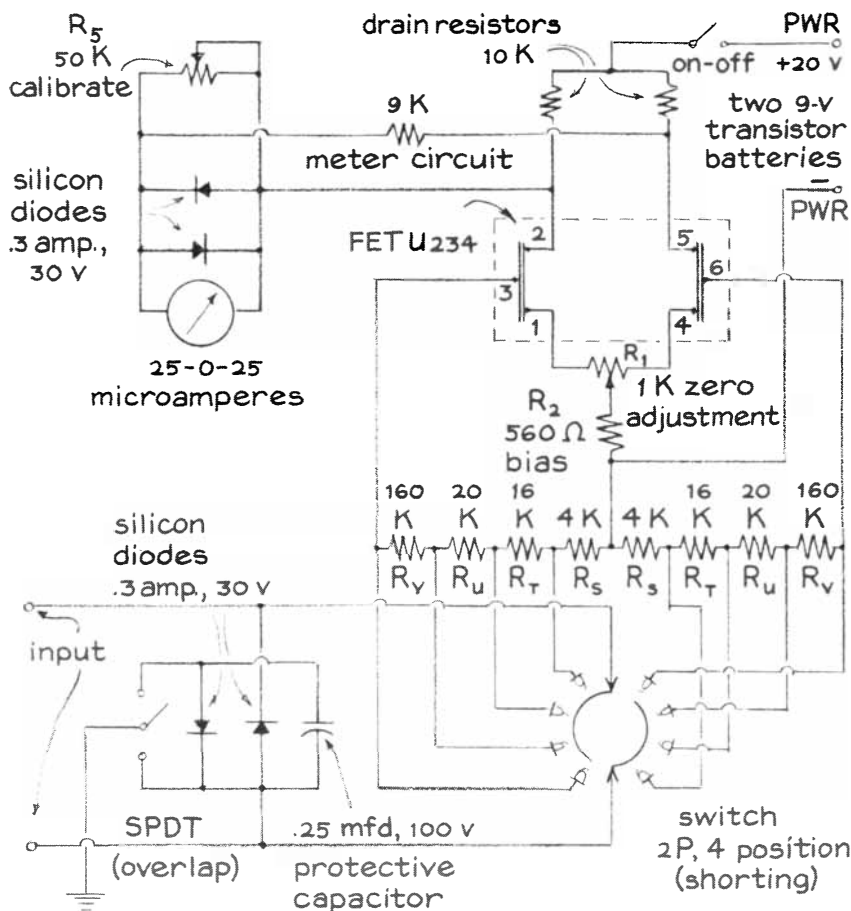 R5
50 K
calibrate
drain resistors
10 K
PWR
on-off +20 v
9 K
meter circuit
two 9-v
transistor
batteries
–
PWR
silicon
diodes
.3 amp.,
30 v
FET U234
2
5
3
6
1
4
25-0-25
microamperes
R1
1 K zero
adjustment
R2
560 Ω
bias
160
K
20
K
16
K
4 K
4 K
16
K
20
K
160
K
RV
RU
RT
RS
RS
RT
RU
RV
silicon
diodes
.3 amp., 30 v
input
SPDT
(overlap)
.25 mfd, 100 v
protective
capacitor
switch
2P, 4 position
(shorting)